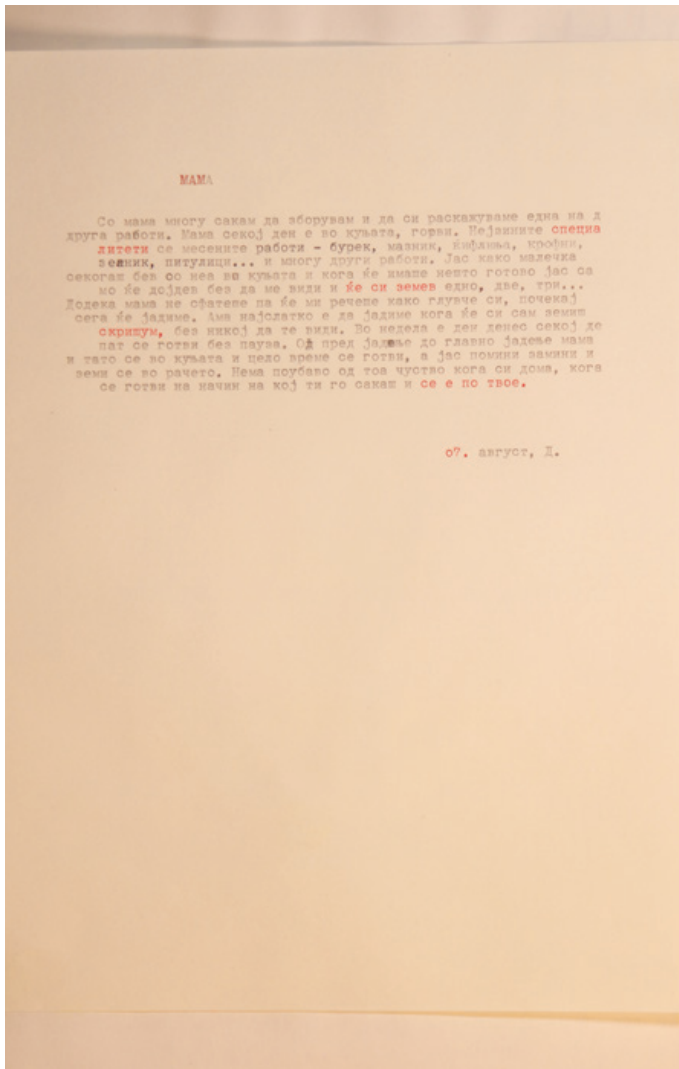 МАМА
Со мама многу сакам да зборувам и да си раскажуваме една на д
друга работи. Мама секој ден е во куќата, горви. Нејзините специа
литети се месените работи - бурек, мазник, кифлиња, крофни,
зелник, питулици... и многу други работи. Јас како малечка
секогаш бев со неа во куќата и кога ќе имаше нешто готово јас са
мо ќе дојдев без да ме види и ќе си земев едно, две, три...
Додека мама не сфатеше па ќе ми речеше како глувче си, почекај
сега ќе јадиме. Ама најслатко е да јадиме кога ќе си сам земиш
скришум, без никој да те види. Во недела е ден денес секој де
пат се готви без пауза. Од пред јадење до главно јадење мама
и тато се во куќата и цело време се готви, а јас помини замини и
земи се во рачето. Нема поубаво од тоа чуство кога си дома, кога
се готви на начин на кој ти го сакаш и се е по твое.
07. август, Д.